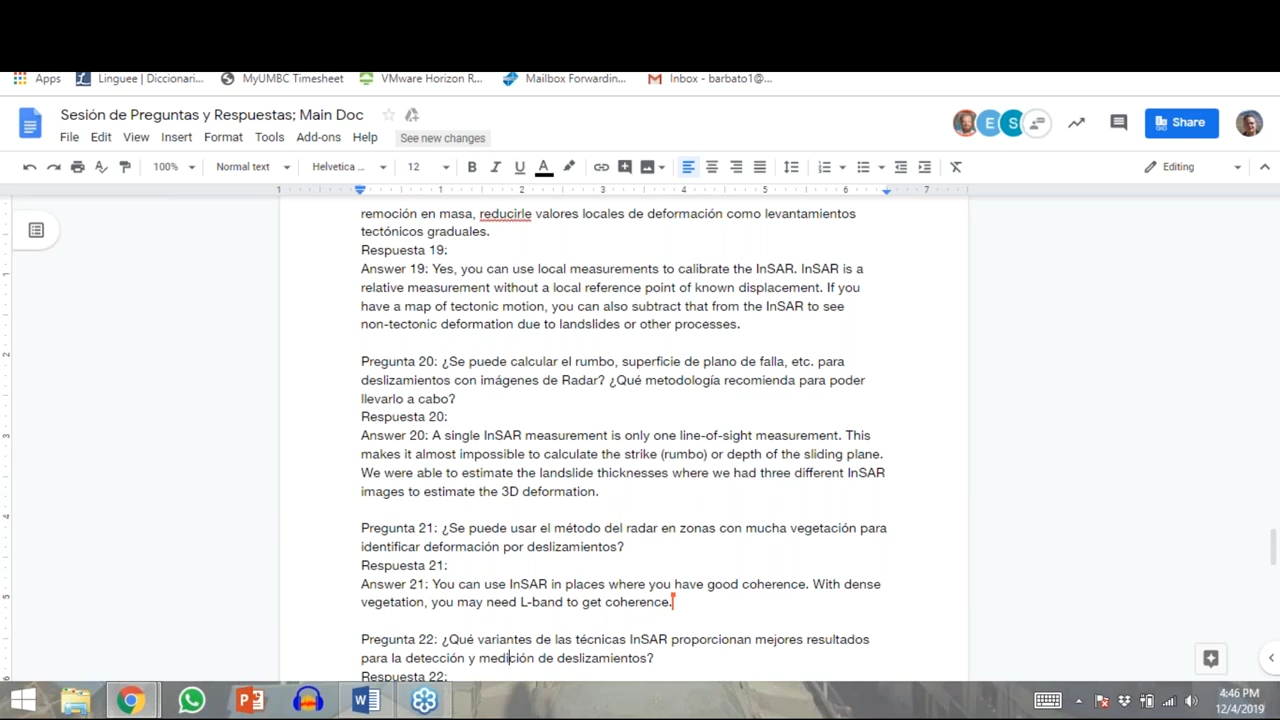 Apps Linguee | Diccionari... MyUMBC Timesheet VMware Horizon R... Mailbox Forwardin... Inbox - barbato1@...
Sesión de Preguntas y Respuestas; Main Doc
File Edit View Insert Format Tools Add-ons Help See new changes
E S Share
100% Normal text Helvetica ... 12 B I U A Editing
1 1 2 3 4 5 6 7
remoción en masa, reducirle valores locales de deformación como levantamientos
tectónicos graduales.
Respuesta 19:
Answer 19: Yes, you can use local measurements to calibrate the InSAR. InSAR is a
relative measurement without a local reference point of known displacement. If you
have a map of tectonic motion, you can also subtract that from the InSAR to see
non-tectonic deformation due to landslides or other processes.
Pregunta 20: ¿Se puede calcular el rumbo, superficie de plano de falla, etc. para
deslizamientos con imágenes de Radar? ¿Qué metodología recomienda para poder
llevarlo a cabo?
Respuesta 20:
Answer 20: A single InSAR measurement is only one line-of-sight measurement. This
makes it almost impossible to calculate the strike (rumbo) or depth of the sliding plane.
We were able to estimate the landslide thicknesses where we had three different InSAR
images to estimate the 3D deformation.
Pregunta 21: ¿Se puede usar el método del radar en zonas con mucha vegetación para
identificar deformación por deslizamientos?
Respuesta 21:
Answer 21: You can use InSAR in places where you have good coherence. With dense
vegetation, you may need L-band to get coherence.
Pregunta 22: ¿Qué variantes de las técnicas InSAR proporcionan mejores resultados
para la detección y medición de deslizamientos?
Respuesta 22:
4:46 PM
12/4/2019